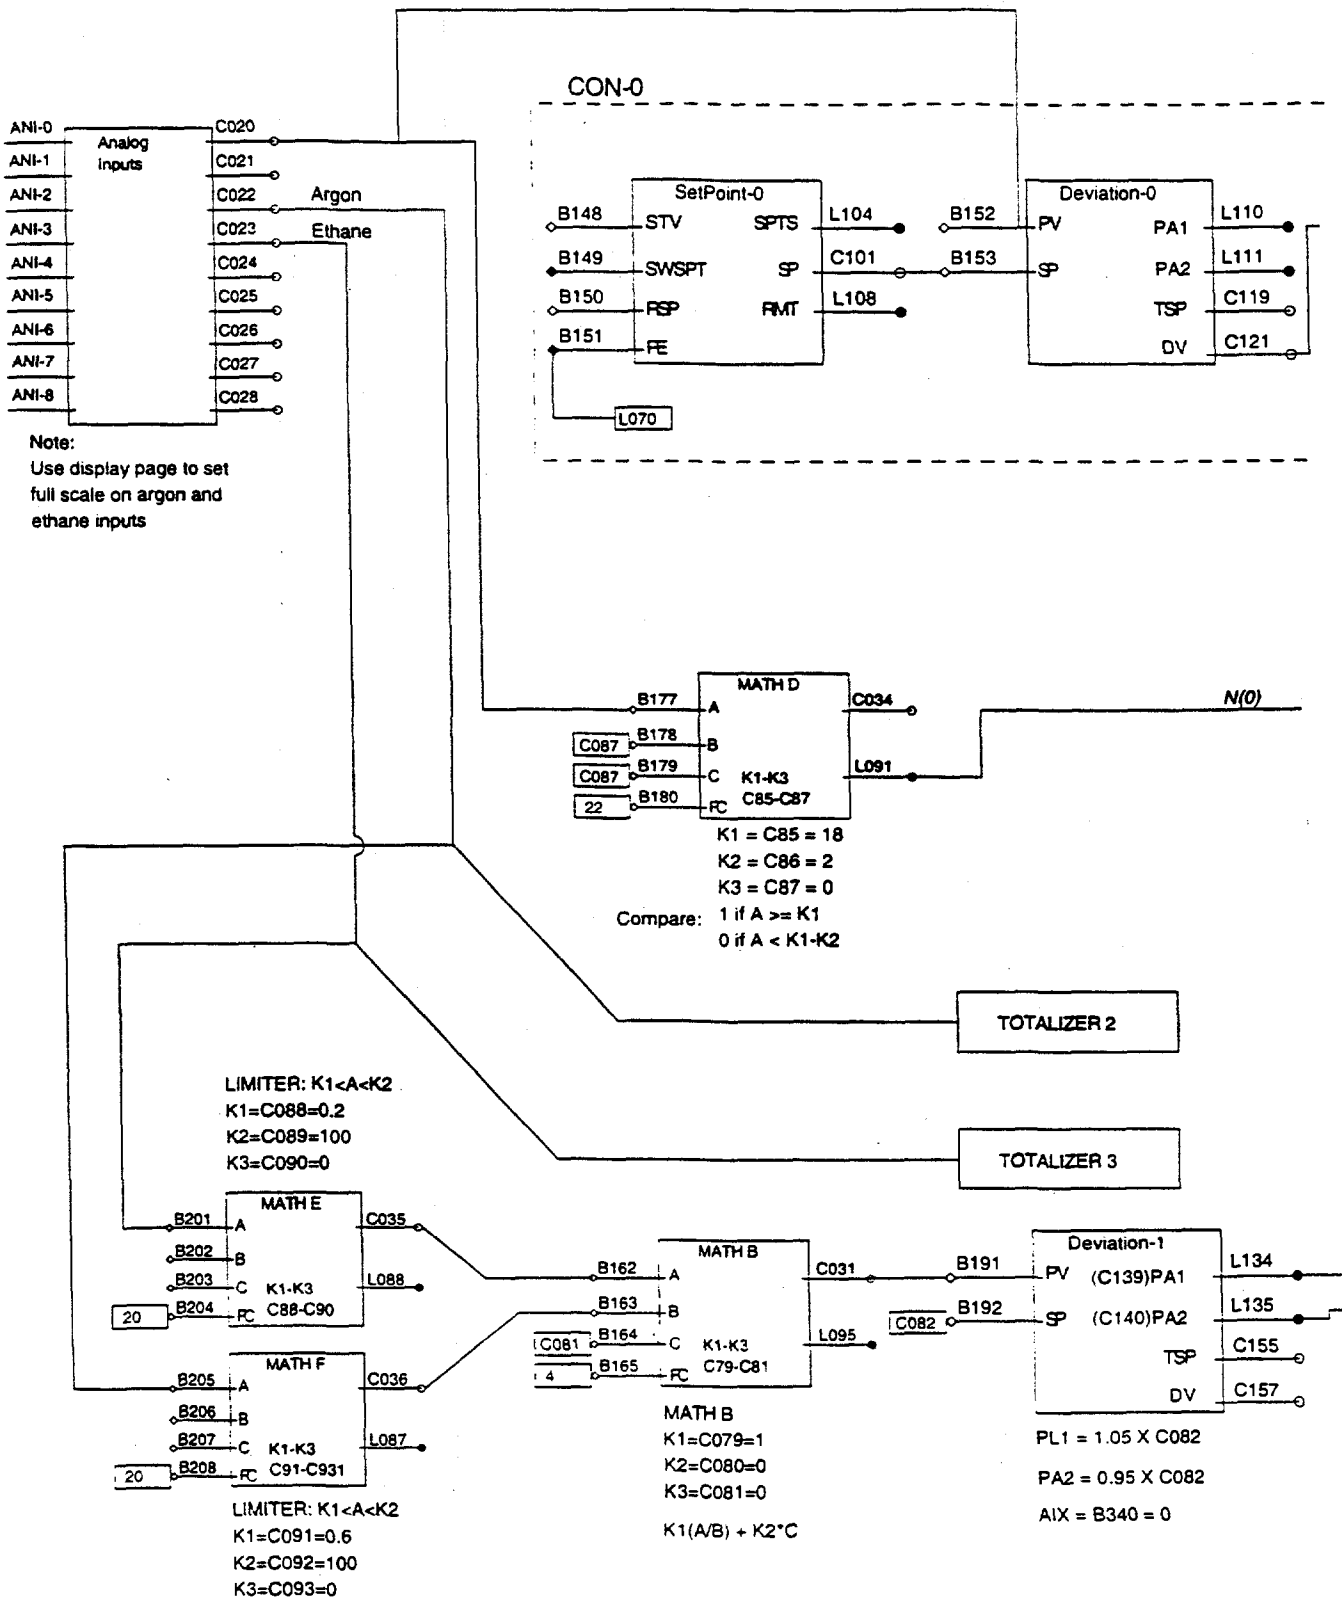 CON-0
ANI-0
ANI-1
ANI-2
ANI-3
ANI-4
ANI-5
ANI-6
ANI-7
ANI-8
Analog
inputs
C020
C021
C022
C023
C024
C025
C026
C027
C028
Argon
Ethane
Note:
Use display page to set
full scale on argon and
ethane inputs
SetPoint-0
B148
B149
B150
B151
STV
SWSPT
RSP
FE
SPTS
SP
RMT
L104
C101
L108
L070
Deviation-0
B152
B153
PV
SP
PA1
PA2
TSP
DV
L110
L111
C119
C121
MATH D
B177
B178
B179
B180
C087
C087
22
A
B
C
FC
K1-K3
C85-C87
C034
L091
N(0)
K1 = C85 = 18
K2 = C86 = 2
K3 = C87 = 0
Compare: 1 if A >= K1
0 if A < K1-K2
TOTALIZER 2
TOTALIZER 3
LIMITER: K1<A<K2
K1=C088=0.2
K2=C089=100
K3=C090=0
MATH E
B201
B202
B203
B204
20
A
B
C
FC
K1-K3
C88-C90
C035
L088
MATH F
B205
B206
B207
B208
20
A
B
C
FC
K1-K3
C91-C931
C036
L087
LIMITER: K1<A<K2
K1=C091=0.6
K2=C092=100
K3=C093=0
MATH B
B162
B163
B164
B165
C081
4
A
B
C
FC
K1-K3
C79-C81
C031
L095
MATH B
K1=C079=1
K2=C080=0
K3=C081=0
K1(A/B) + K2*C
Deviation-1
B191
B192
C082
PV
SP
(C139)PA1
(C140)PA2
TSP
DV
L134
L135
C155
C157
PL1 = 1.05 X C082
PA2 = 0.95 X C082
AIX = B340 = 0